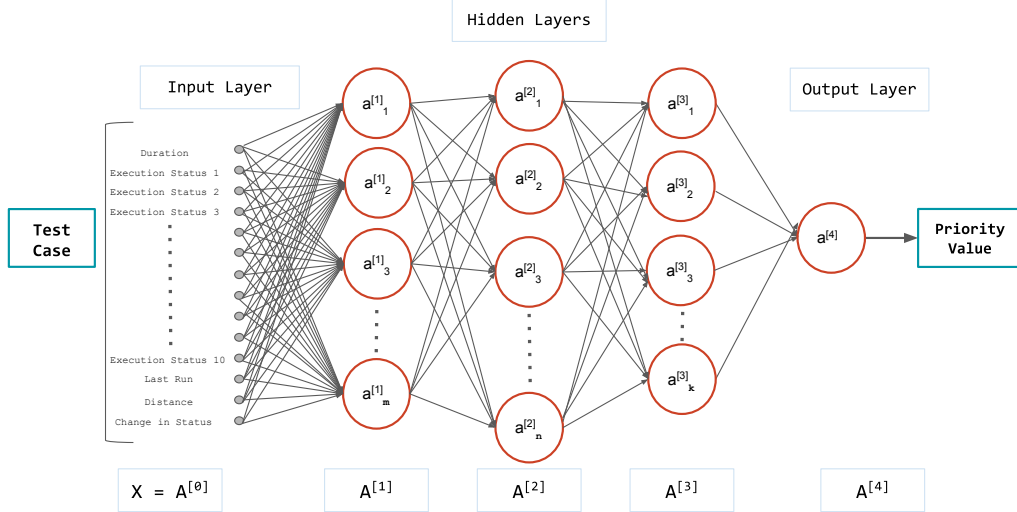 Hidden Layers
Input Layer
Output Layer
Duration
Execution Status 1
Execution Status 2
Execution Status 3
Execution Status 10
Last Run
Distance
Change in Status
Test
Case
a[1]1
a[1]2
a[1]3
a[1]m
a[2]1
a[2]2
a[2]3
a[2]n
a[3]1
a[3]2
a[3]3
a[3]k
a[4]
Priority
Value
X = A[0]
A[1]
A[2]
A[3]
A[4]